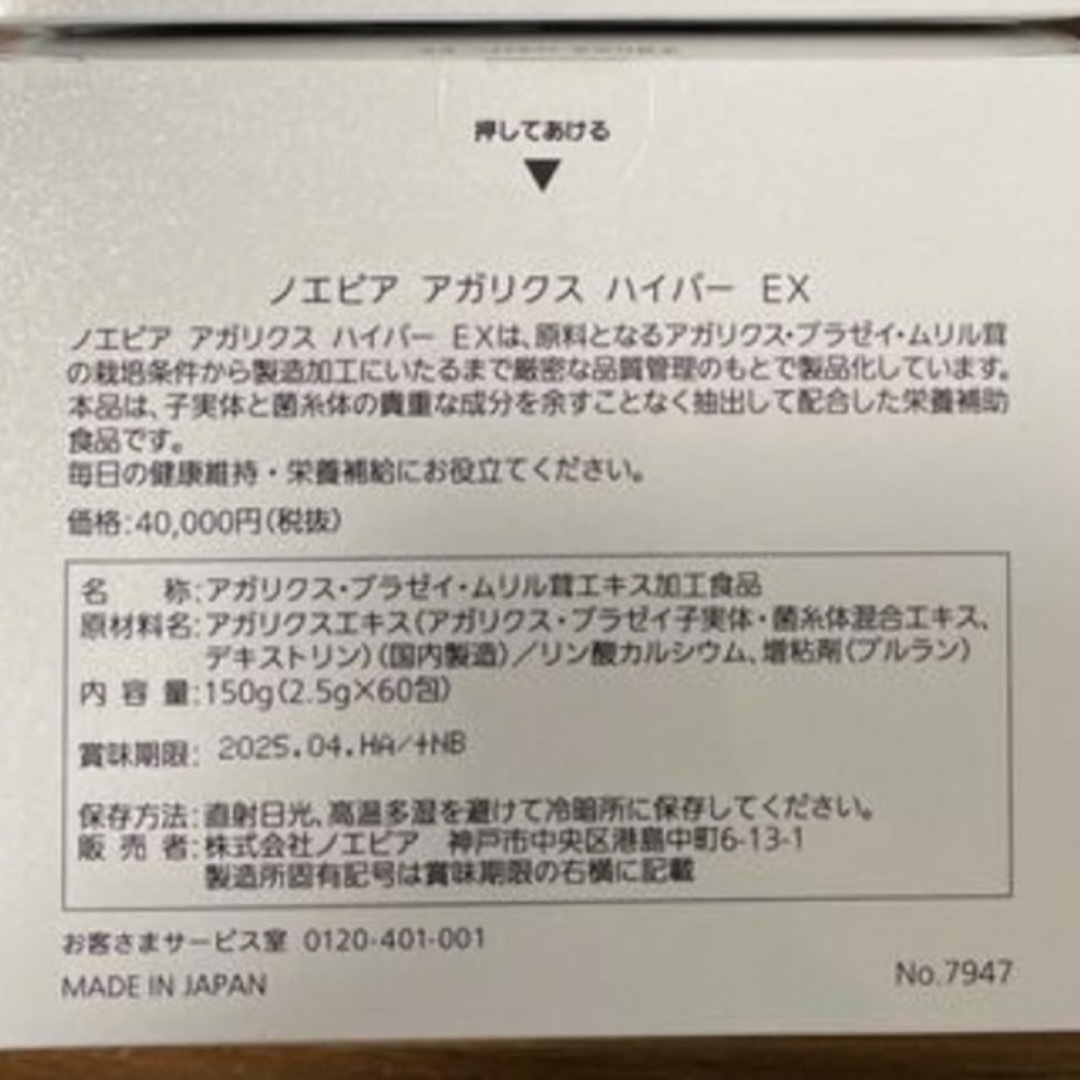 押してあける
▼
ノエビア アガリクス ハイパー EX
ノエビア アガリクス ハイパー EXは、原料となるアガリクス・ブラゼイ・ムリル茸
の栽培条件から製造加工にいたるまで厳密な品質管理のもとで製品化しています。
本品は、子実体と菌糸体の貴重な成分を余すことなく抽出して配合した栄養補助
食品です。
毎日の健康維持・栄養補給にお役立てください。
価格:40,000円(税抜)
名　　称:アガリクス・ブラゼイ・ムリル茸エキス加工食品
原材料名:アガリクスエキス(アガリクス・ブラゼイ子実体・菌糸体混合エキス、
デキストリン)(国内製造)／リン酸カルシウム、増粘剤(プルラン)
内 容 量:150g(2.5g×60包)
賞味期限: 2025.04.HA/+NB
保存方法:直射日光、高温多湿を避けて冷暗所に保存してください。
販 売 者:株式会社ノエビア　神戸市中央区港島中町6-13-1
製造所固有記号は賞味期限の右横に記載
お客さまサービス室 0120-401-001
MADE IN JAPAN
No.7947